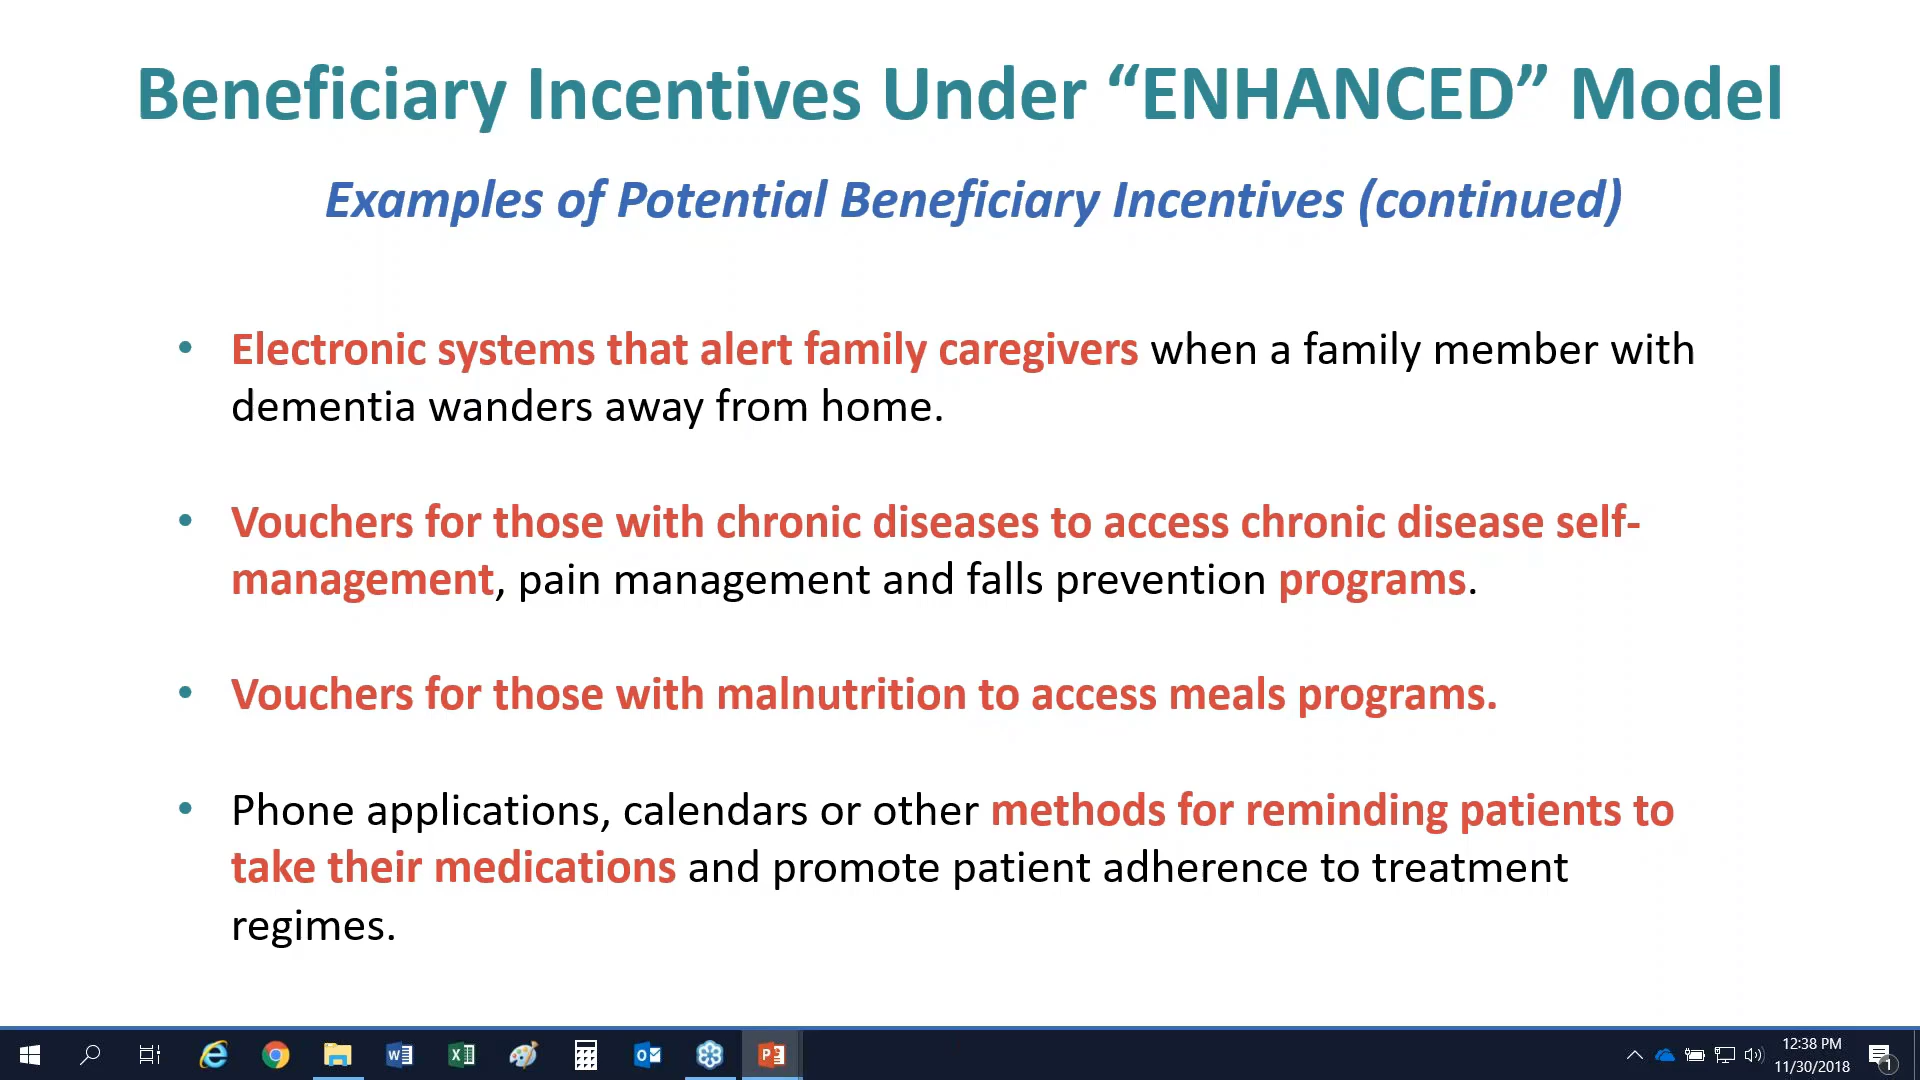 Beneficiary Incentives Under “ENHANCED” Model
Examples of Potential Beneficiary Incentives (continued)
• Electronic systems that alert family caregivers when a family member with
dementia wanders away from home.
• Vouchers for those with chronic diseases to access chronic disease self-
management, pain management and falls prevention programs.
• Vouchers for those with malnutrition to access meals programs.
• Phone applications, calendars or other methods for reminding patients to
take their medications and promote patient adherence to treatment
regimes.
12:38 PM
11/30/2018
1